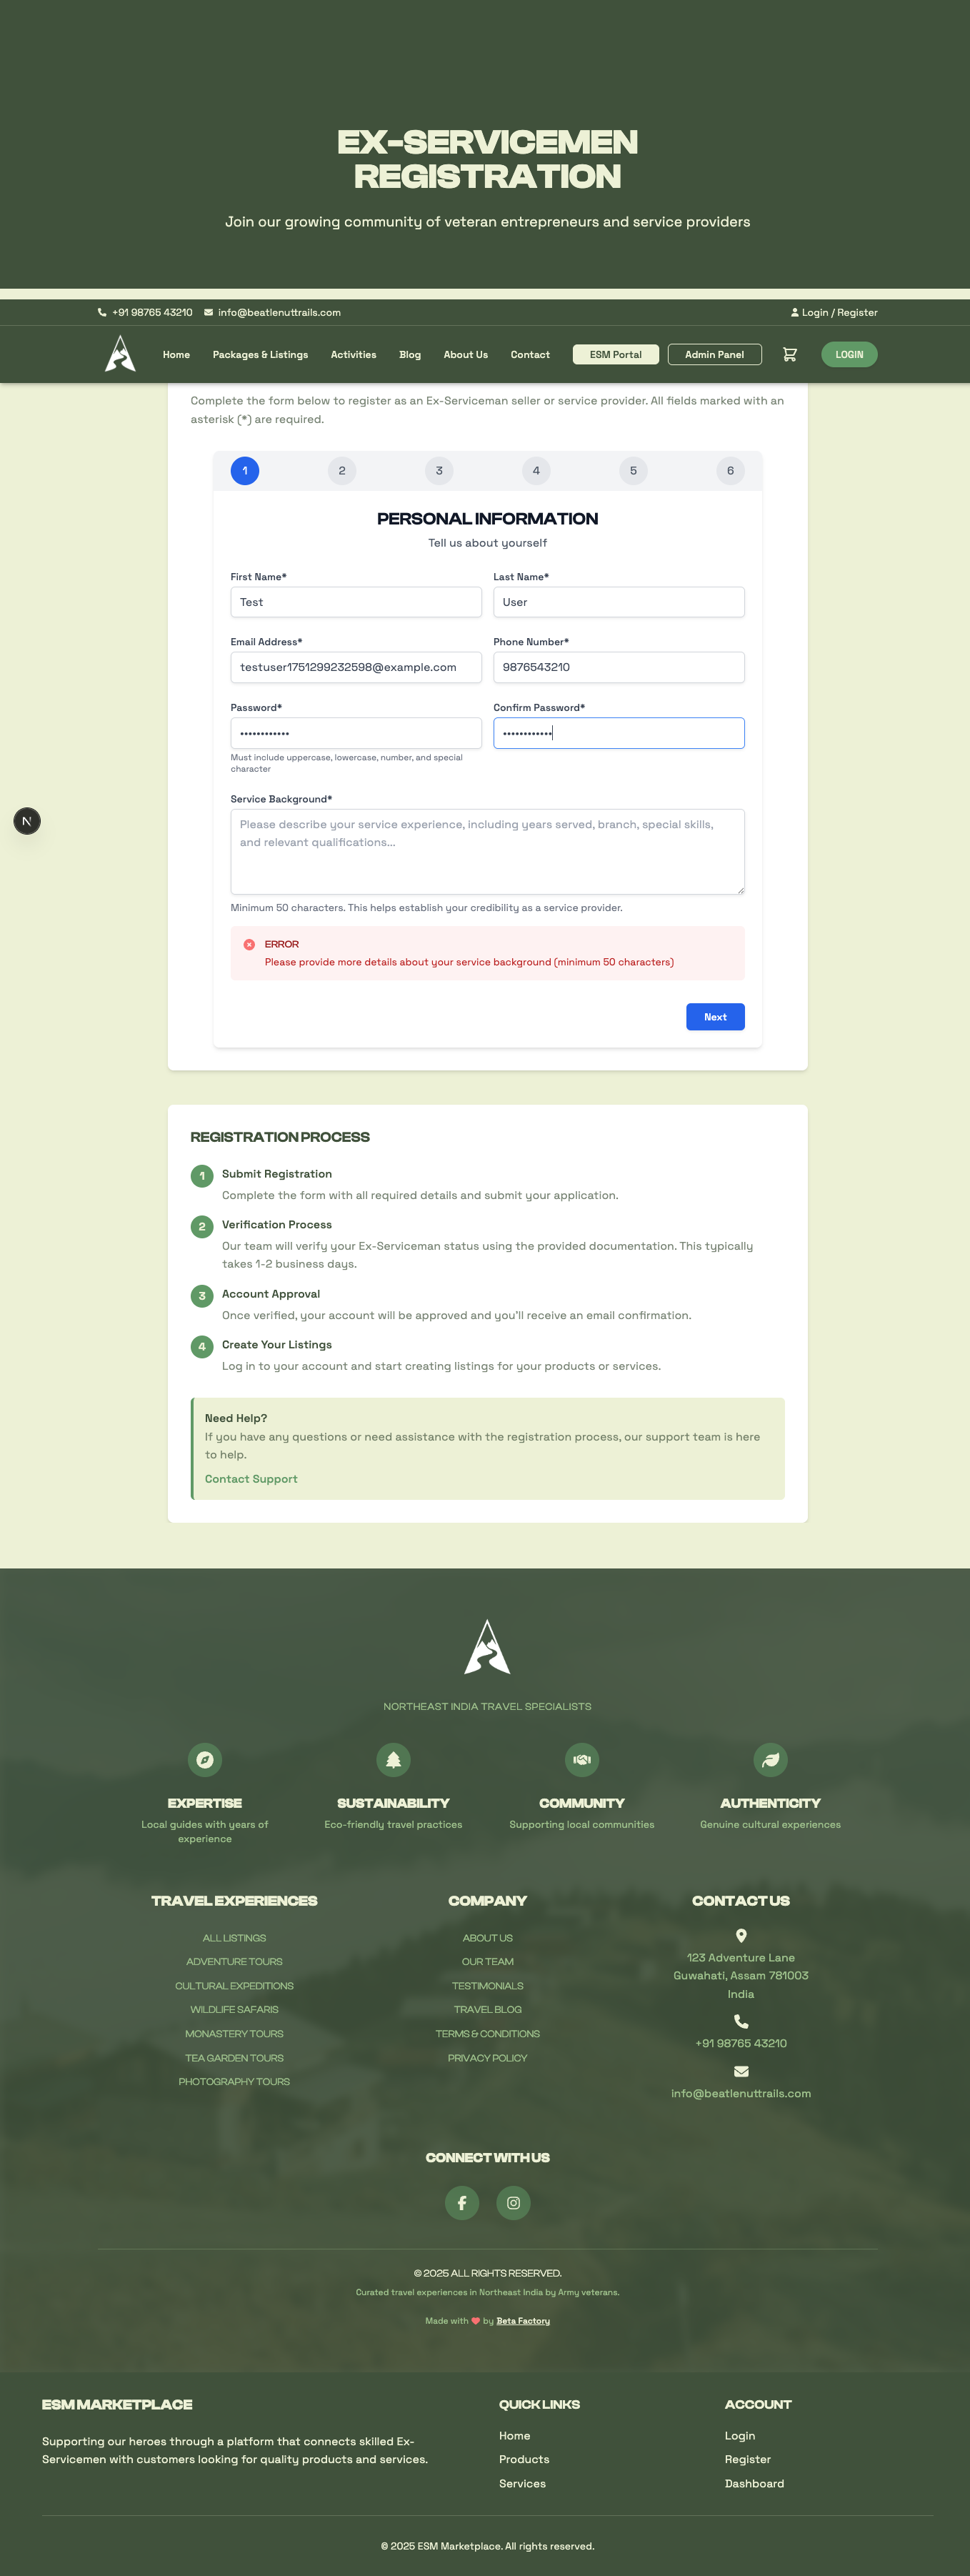 EX-SERVICEMEN
REGISTRATION
Join our growing community of veteran entrepreneurs and service providers
+91 98765 43210 info@beatlenuttrails.com Login / Register
Home Packages & Listings Activities Blog About Us Contact ESM Portal Admin Panel LOGIN
Complete the form below to register as an Ex-Serviceman seller or service provider. All fields marked with an
asterisk (*) are required.
1 2 3 4 5 6
PERSONAL INFORMATION
Tell us about yourself
First Name* Last Name*
Test User
Email Address* Phone Number*
testuser1751299232598@example.com 9876543210
Password* Confirm Password*
•••••••••••• ••••••••••••
Must include uppercase, lowercase, number, and special
character
Service Background*
N
Please describe your service experience, including years served, branch, special skills,
and relevant qualifications...
Minimum 50 characters. This helps establish your credibility as a service provider.
ERROR
Please provide more details about your service background (minimum 50 characters)
Next
REGISTRATION PROCESS
1 Submit Registration
Complete the form with all required details and submit your application.
2 Verification Process
Our team will verify your Ex-Serviceman status using the provided documentation. This typically
takes 1-2 business days.
3 Account Approval
Once verified, your account will be approved and you'll receive an email confirmation.
4 Create Your Listings
Log in to your account and start creating listings for your products or services.
Need Help?
If you have any questions or need assistance with the registration process, our support team is here
to help.
Contact Support
NORTHEAST INDIA TRAVEL SPECIALISTS
EXPERTISE SUSTAINABILITY COMMUNITY AUTHENTICITY
Local guides with years of
experience
Eco-friendly travel practices
Supporting local communities
Genuine cultural experiences
TRAVEL EXPERIENCES
ALL LISTINGS
ADVENTURE TOURS
CULTURAL EXPEDITIONS
WILDLIFE SAFARIS
MONASTERY TOURS
TEA GARDEN TOURS
PHOTOGRAPHY TOURS
COMPANY
ABOUT US
OUR TEAM
TESTIMONIALS
TRAVEL BLOG
TERMS & CONDITIONS
PRIVACY POLICY
CONTACT US
123 Adventure Lane
Guwahati, Assam 781003
India
+91 98765 43210
info@beatlenuttrails.com
CONNECT WITH US
© 2025 ALL RIGHTS RESERVED.
Curated travel experiences in Northeast India by Army veterans.
Made with ❤ by Beta Factory
ESM MARKETPLACE
Supporting our heroes through a platform that connects skilled Ex-
Servicemen with customers looking for quality products and services.
QUICK LINKS
Home
Products
Services
ACCOUNT
Login
Register
Dashboard
© 2025 ESM Marketplace. All rights reserved.